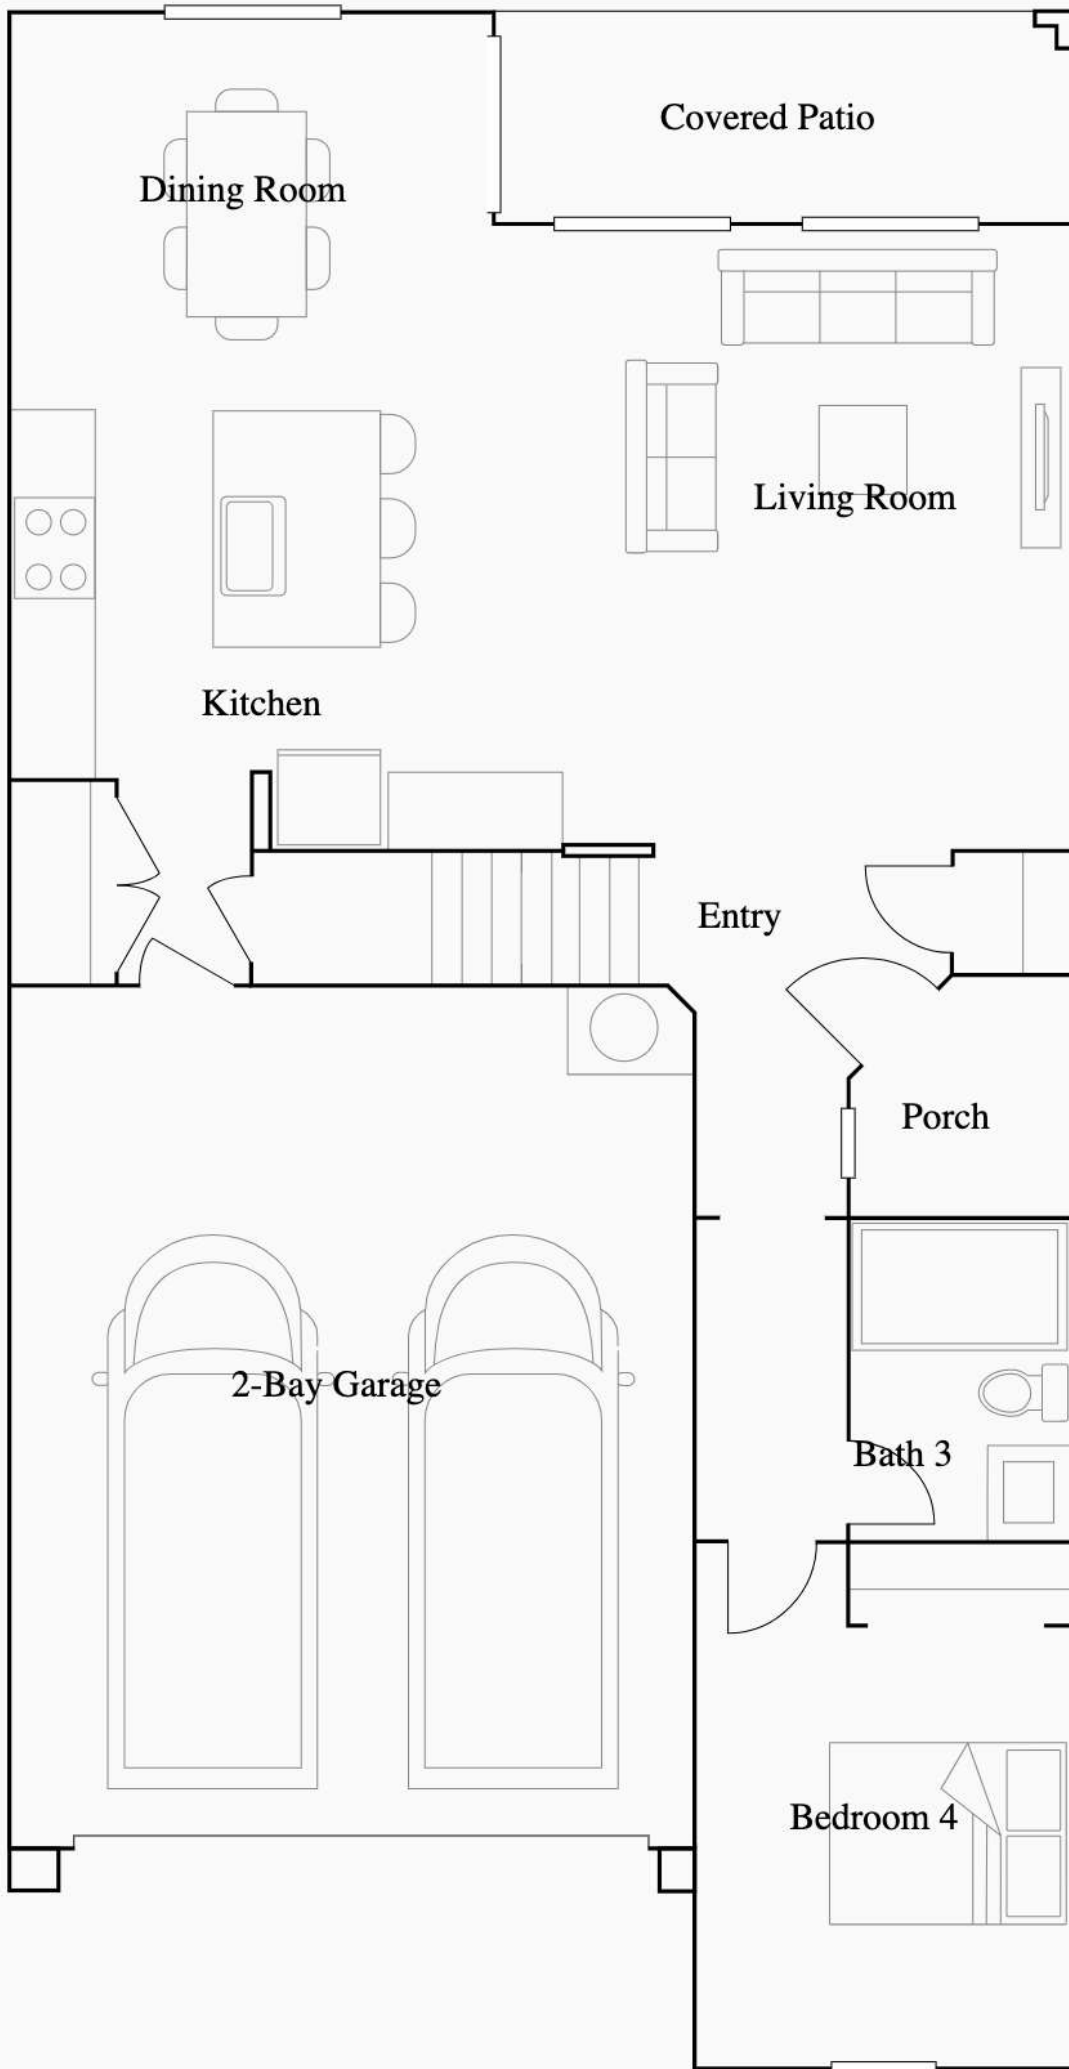 Covered Patio
Dining Room
Living Room
Kitchen
Entry
Porch
2-Bay Garage
Bath 3
Bedroom 4